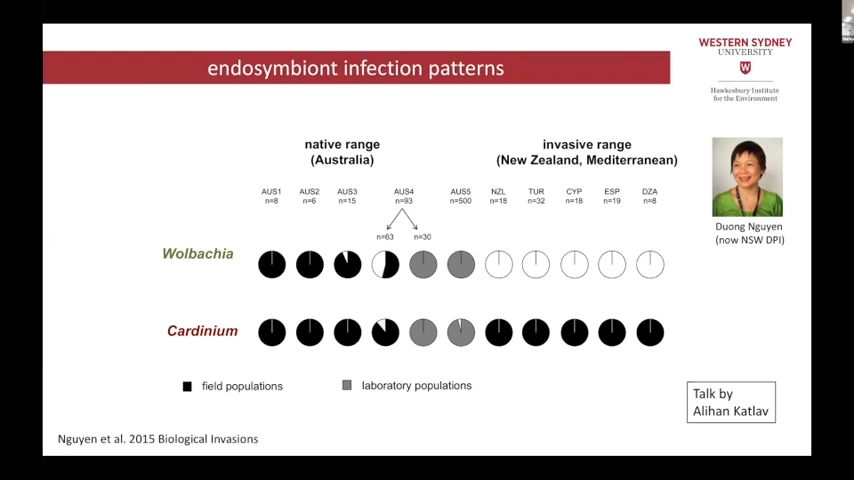 WESTERN SYDNEY
UNIVERSITY
W
Hawkesbury Institute
for the Environment
endosymbiont infection patterns
native range
(Australia)
invasive range
(New Zealand, Mediterranean)
AUS1 AUS2 AUS3 AUS4 AUS5 NZL TUR CYP ESP DZA
n=8 n=6 n=15 n=93 n=500 n=18 n=32 n=18 n=19 n=8
n=63 n=30
Duong Nguyen
(now NSW DPI)
Wolbachia
Cardinium
field populations laboratory populations
Talk by
Alihan Katlav
Nguyen et al. 2015 Biological Invasions